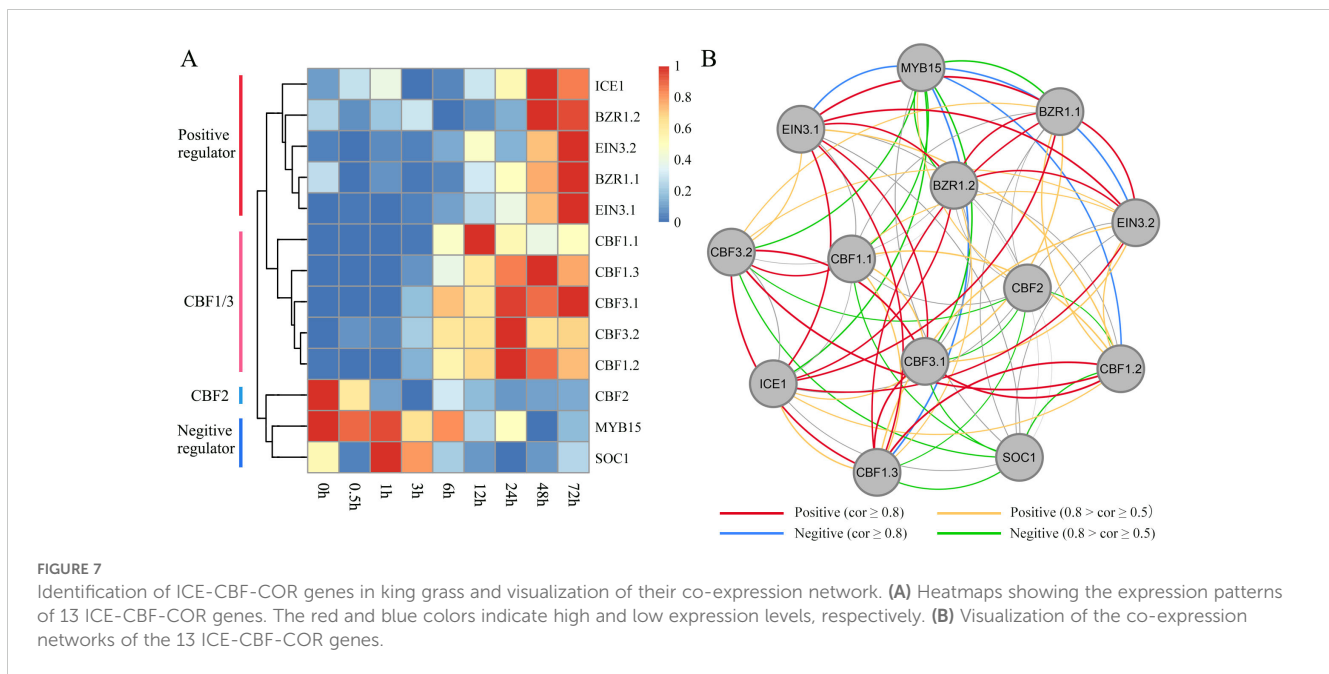 A
Positive
regulator
CBF1/3
CBF2
Negitive
regulator
ICE1
BZR1.2
EIN3.2
BZR1.1
EIN3.1
CBF1.1
CBF1.3
CBF3.1
CBF3.2
CBF1.2
CBF2
MYB15
SOC1
0h 0.5h 1h 3h 6h 12h 24h 48h 72h
1
0.8
0.6
0.4
0.2
0
B
MYB15
BZR1.1
EIN3.1
BZR1.2
EIN3.2
CBF3.2
CBF1.1
CBF2
CBF3.1
CBF1.2
ICE1
SOC1
CBF1.3
Positive (cor ≥ 0.8) Positive (0.8 > cor ≥ 0.5)
Negitive (cor ≥ 0.8) Negitive (0.8 > cor ≥ 0.5)
FIGURE 7
Identification of ICE-CBF-COR genes in king grass and visualization of their co-expression network. (A) Heatmaps showing the expression patterns
of 13 ICE-CBF-COR genes. The red and blue colors indicate high and low expression levels, respectively. (B) Visualization of the co-expression
networks of the 13 ICE-CBF-COR genes.